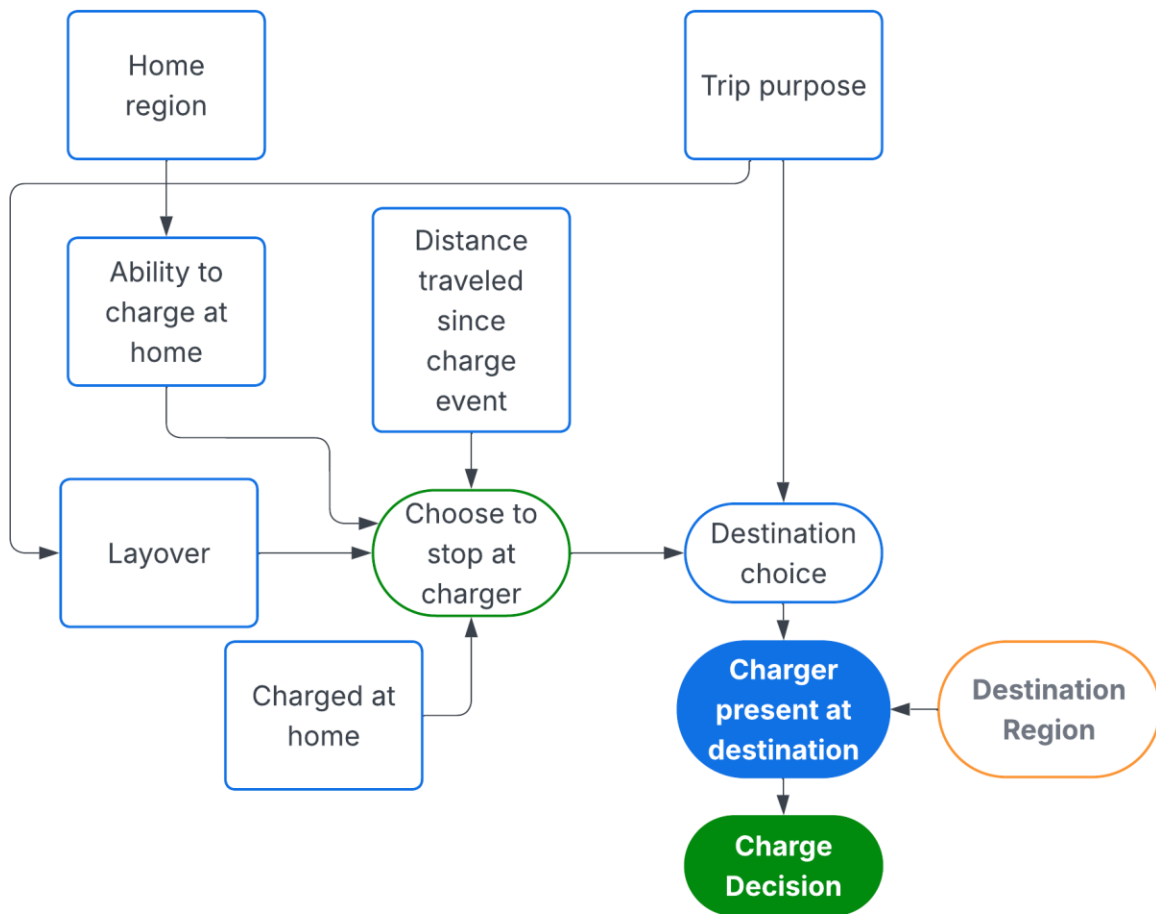 Home
region
Trip purpose
Ability to
charge at
home
Distance
traveled
since
charge
event
Layover
Choose to
stop at
charger
Destination
choice
Charged at
home
Charger
present at
destination
Destination
Region
Charge
Decision